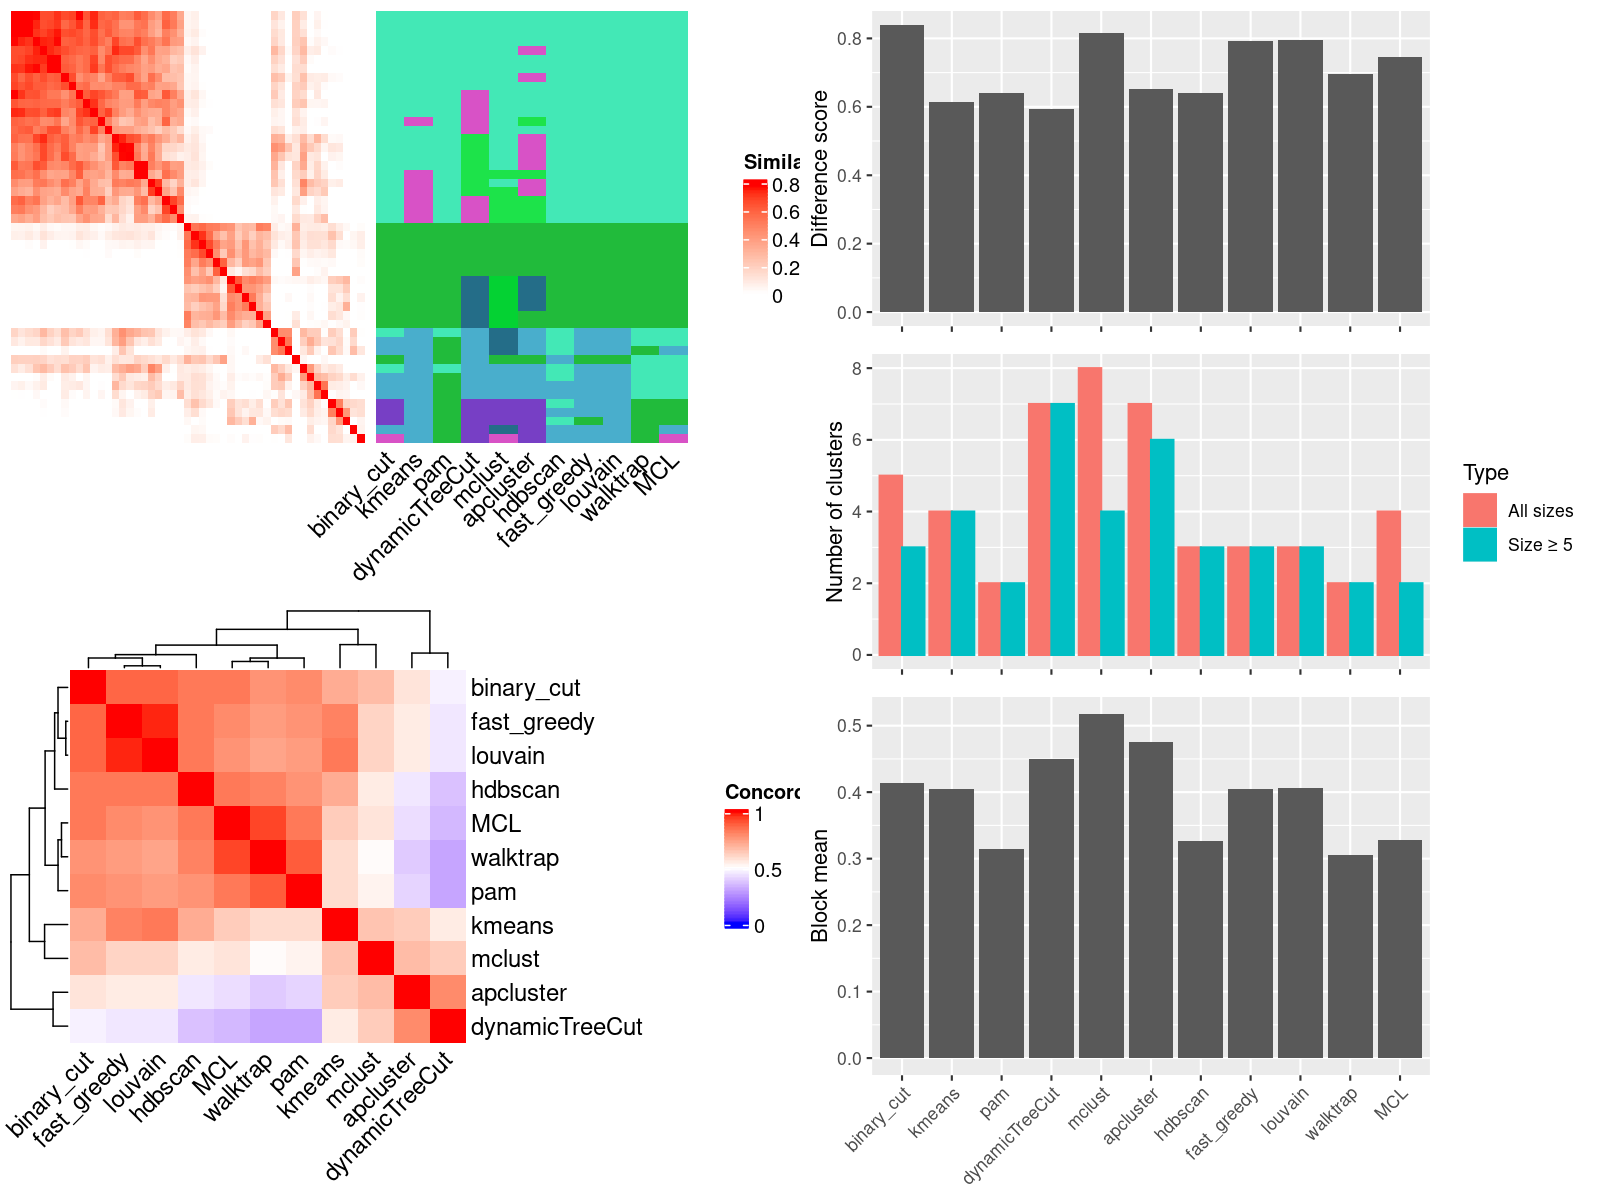 Simila
0.8
0.6
0.4
0.2
0
binary_cut
kmeans
pam
dynamicTreeCut
mclust
apcluster
hdbscan
fast_greedy
louvain
walktrap
MCL
Difference score
0.8
0.6
0.4
0.2
0.0
Number of clusters
8
6
4
2
0
Type
All sizes
Size ≥ 5
binary_cut
fast_greedy
louvain
hdbscan
MCL
walktrap
pam
kmeans
mclust
apcluster
dynamicTreeCut
binary_cut
fast_greedy
louvain
hdbscan
MCL
walktrap
pam
kmeans
mclust
apcluster
dynamicTreeCut
Concord
1
0.5
0
Block mean
0.5
0.4
0.3
0.2
0.1
0.0
binary_cut
kmeans
pam
dynamicTreeCut
mclust
apcluster
hdbscan
fast_greedy
louvain
walktrap
MCL